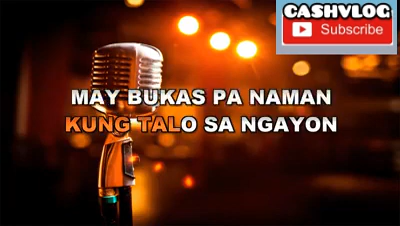 CASHVLOG
Subscribe
MAY BUKAS PA NAMAN
KUNG TALO SA NGAYON